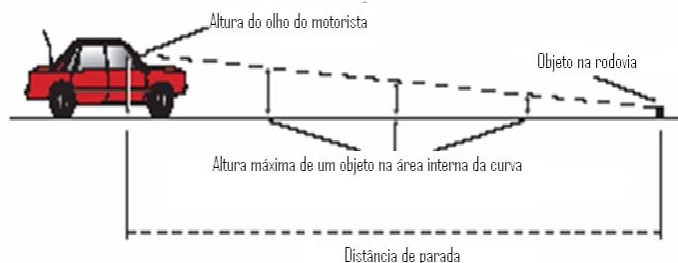 Altura do olho do motorista
Objeto na rodovia
Altura máxima de um objeto na área interna da curva
Distância de parada